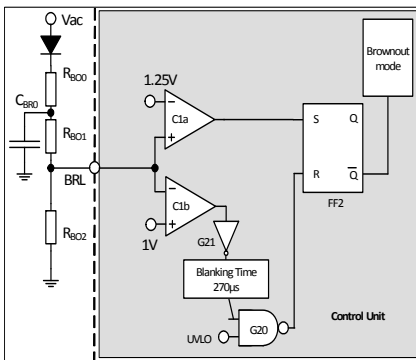 Vac
Brownout
mode
R_BO0
C_BR0
1.25V
C1a
S
Q
R_BO1
BRL
R
Q̅
FF2
C1b
1V
G21
R_BO2
Blanking Time
270µs
G20
UVLO
Control Unit